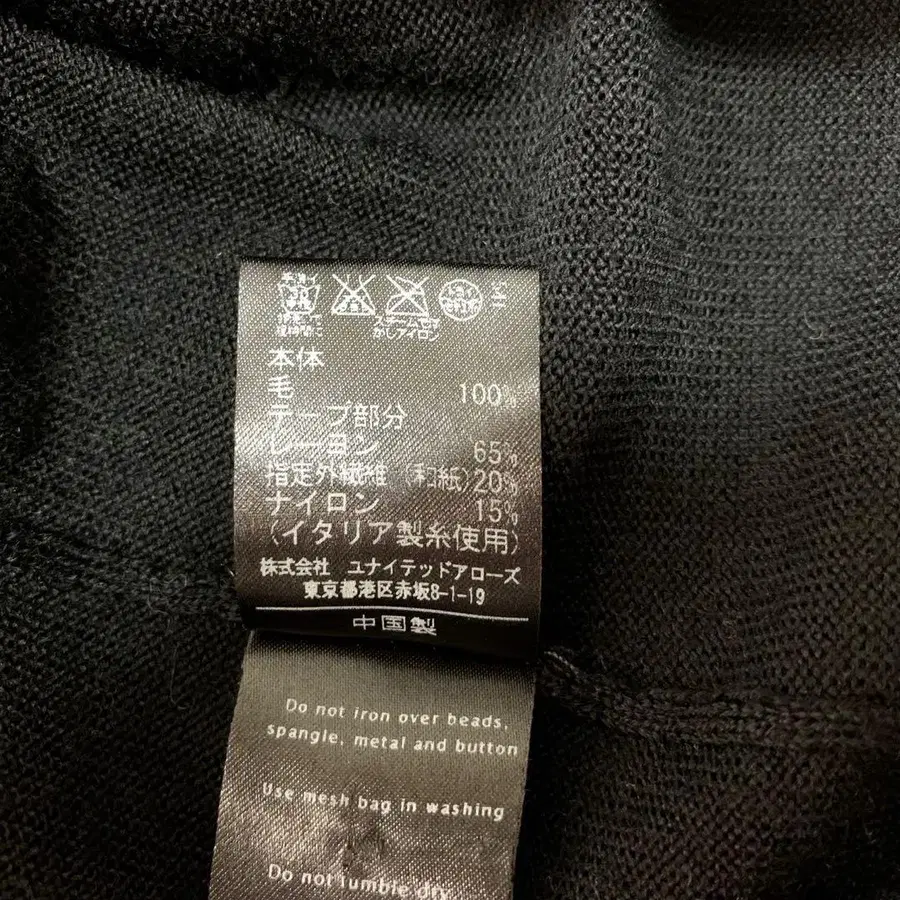 本体
毛 100%
テープ部分
レーヨン 65%
指定外繊維 (和紙) 20%
ナイロン 15%
(イタリア製糸使用)
株式会社 ユナイテッドアローズ
東京都港区赤坂8-1-19
中国製
Do not iron over beads,
spangle, metal and button
Use mesh bag in washing
Do not tumble dry